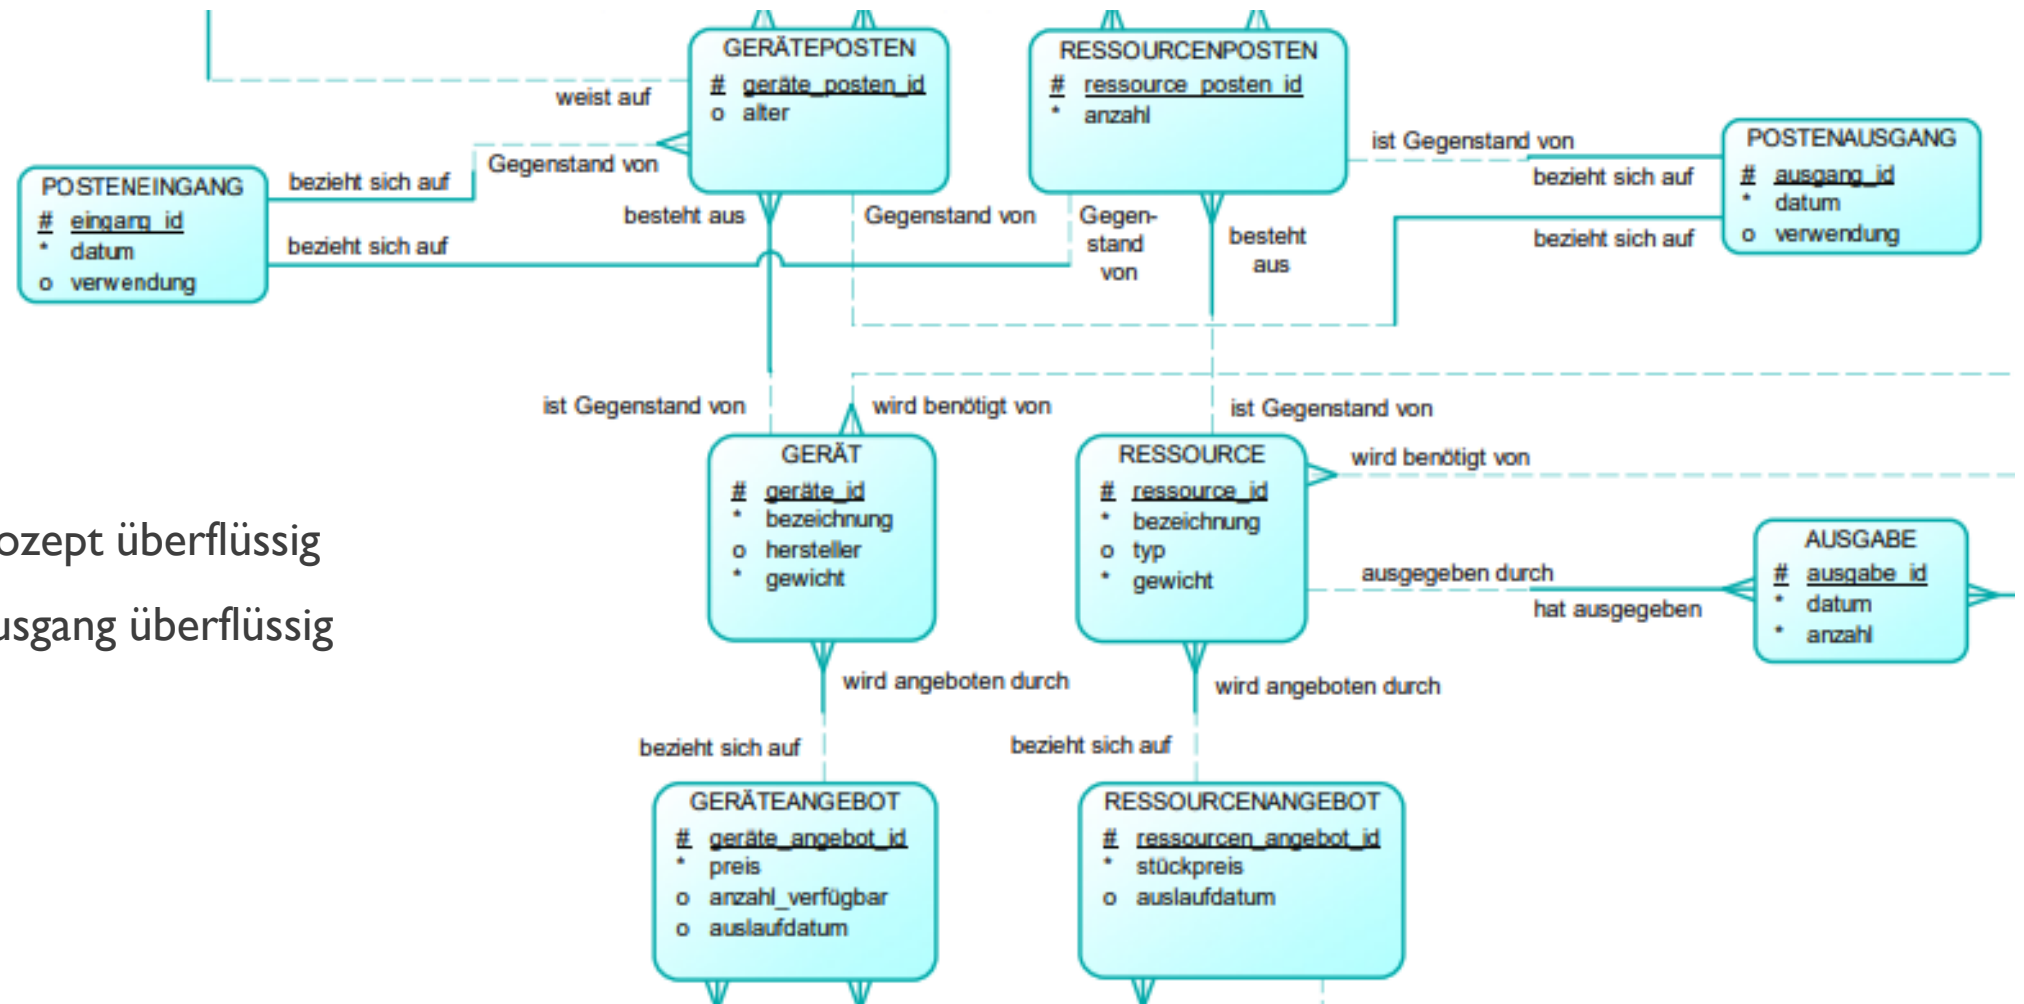 GERÄTEPOSTEN
# geräte_posten_id
o alter
RESSOURCENPOSTEN
# ressource_posten_id
* anzahl
weist auf
POSTENEINGANG
# eingang_id
* datum
o verwendung
bezieht sich auf
Gegenstand von
bezieht sich auf
besteht aus
Gegenstand von
Gegen-
stand
von
besteht
aus
ist Gegenstand von
bezieht sich auf
bezieht sich auf
POSTENAUSGANG
# ausgang_id
* datum
o verwendung
ist Gegenstand von
wird benötigt von
ist Gegenstand von
wird benötigt von
GERÄT
# geräte_id
* bezeichnung
o hersteller
* gewicht
RESSOURCE
# ressource_id
* bezeichnung
o typ
* gewicht
ozept überflüssig
usgang überflüssig
ausgegeben durch
hat ausgegeben
AUSGABE
# ausgabe_id
* datum
* anzahl
wird angeboten durch
wird angeboten durch
bezieht sich auf
bezieht sich auf
GERÄTEANGEBOT
# geräte_angebot_id
* preis
o anzahl_verfügbar
o auslaufdatum
RESSOURCENANGEBOT
# ressourcen_angebot_id
* stückpreis
o auslaufdatum